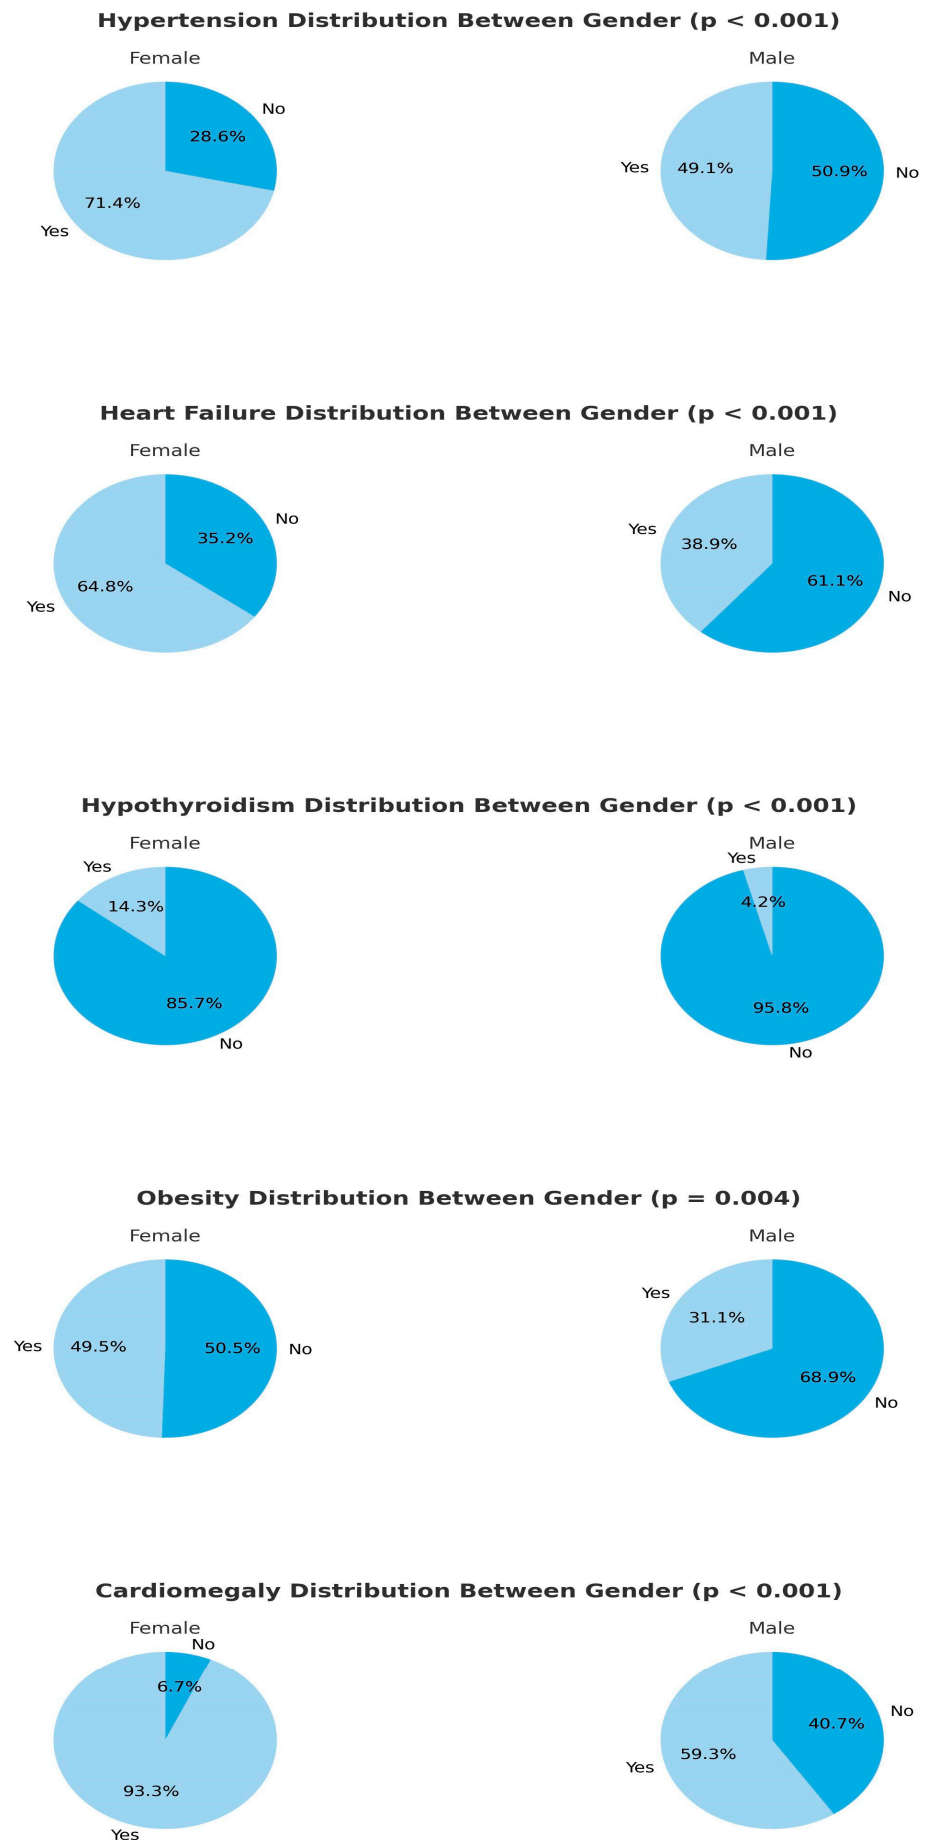 Hypertension Distribution Between Gender (p < 0.001)
Female
Male
No
28.6%
71.4%
Yes
Yes
49.1%
50.9%
No
Heart Failure Distribution Between Gender (p < 0.001)
Female
Male
No
35.2%
64.8%
Yes
Yes
38.9%
61.1%
No
Hypothyroidism Distribution Between Gender (p < 0.001)
Female
Male
Yes
14.3%
85.7%
No
Yes
4.2%
95.8%
No
Obesity Distribution Between Gender (p = 0.004)
Female
Male
Yes
49.5%
50.5%
No
Yes
31.1%
68.9%
No
Cardiomegaly Distribution Between Gender (p < 0.001)
Female
Male
No
6.7%
93.3%
Yes
No
40.7%
59.3%
Yes